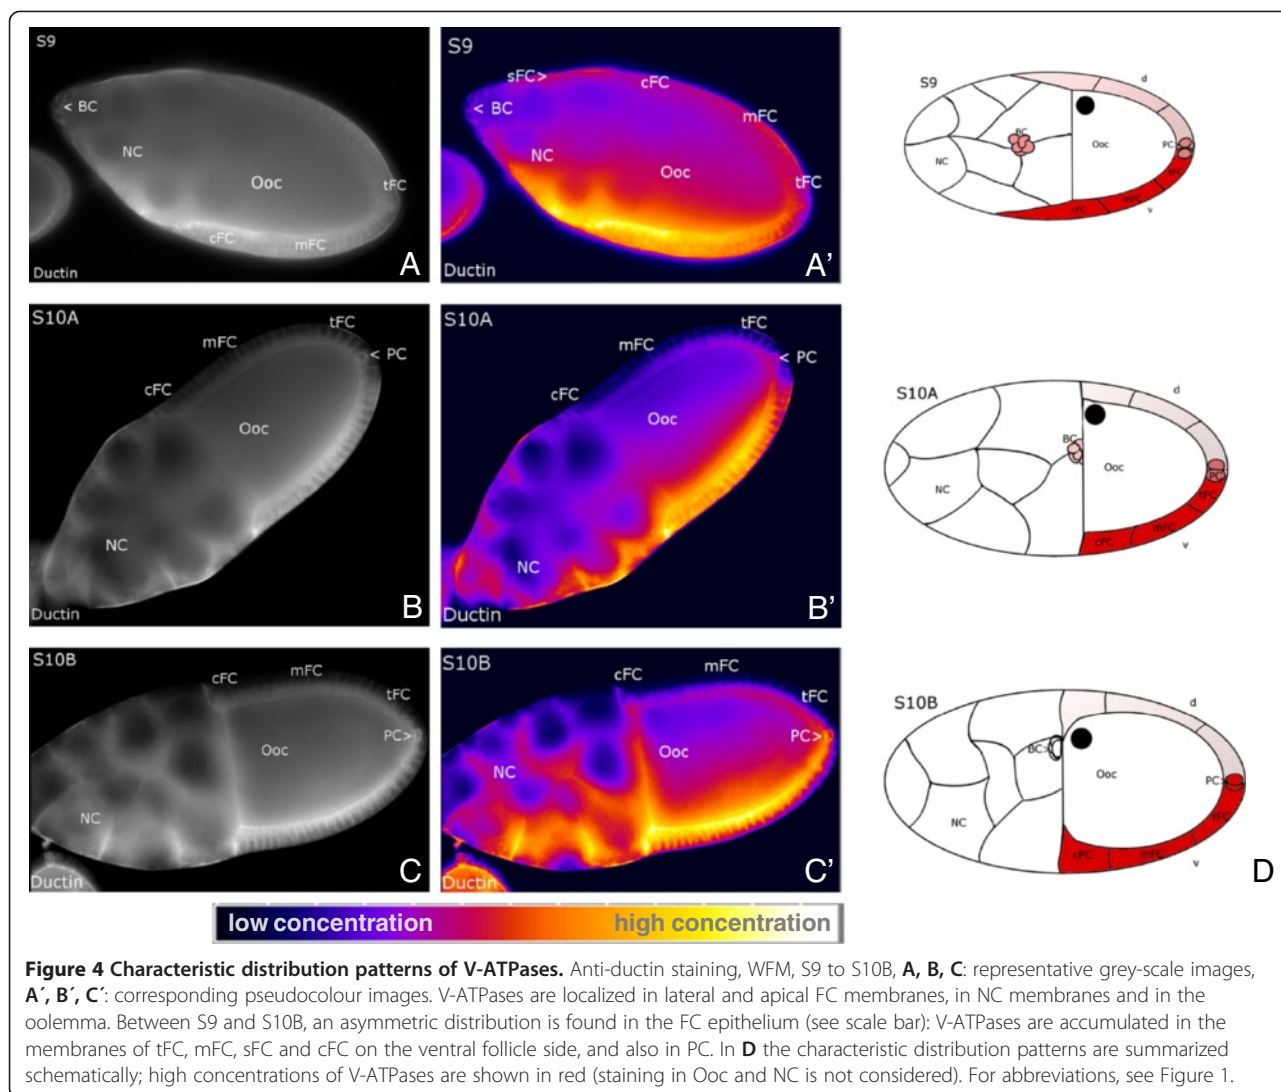 S9
< BC
NC
Ooc
tFC
cFC
mFC
Ductin
A
S9
sFC>
cFC
< BC
mFC
NC
Ooc
tFC
Ductin
A’
S9
d
BC
NC
Ooc
PC
tFC
mFC
cFC
v
S10A
tFC
mFC
< PC
cFC
Ooc
NC
Ductin
B
S10A
tFC
mFC
< PC
cFC
Ooc
NC
Ductin
B’
S10A
d
BC
Ooc
NC
PC
tFC
mFC
cFC
v
S10B
cFC
mFC
tFC
PC>
Ooc
NC
Ductin
C
S10B
cFC
mFC
tFC
PC>
Ooc
NC
Ductin
C’
S10B
d
BC>
Ooc
PC>
NC
tFC
cFC
mFC
v
D
low concentration
high concentration
Figure 4 Characteristic distribution patterns of V-ATPases. Anti-ductin staining, WFM, S9 to S10B, A, B, C: representative grey-scale images,
A´, B´, C´: corresponding pseudocolour images. V-ATPases are localized in lateral and apical FC membranes, in NC membranes and in the
oolemma. Between S9 and S10B, an asymmetric distribution is found in the FC epithelium (see scale bar): V-ATPases are accumulated in the
membranes of tFC, mFC, sFC and cFC on the ventral follicle side, and also in PC. In D the characteristic distribution patterns are summarized
schematically; high concentrations of V-ATPases are shown in red (staining in Ooc and NC is not considered). For abbreviations, see Figure 1.